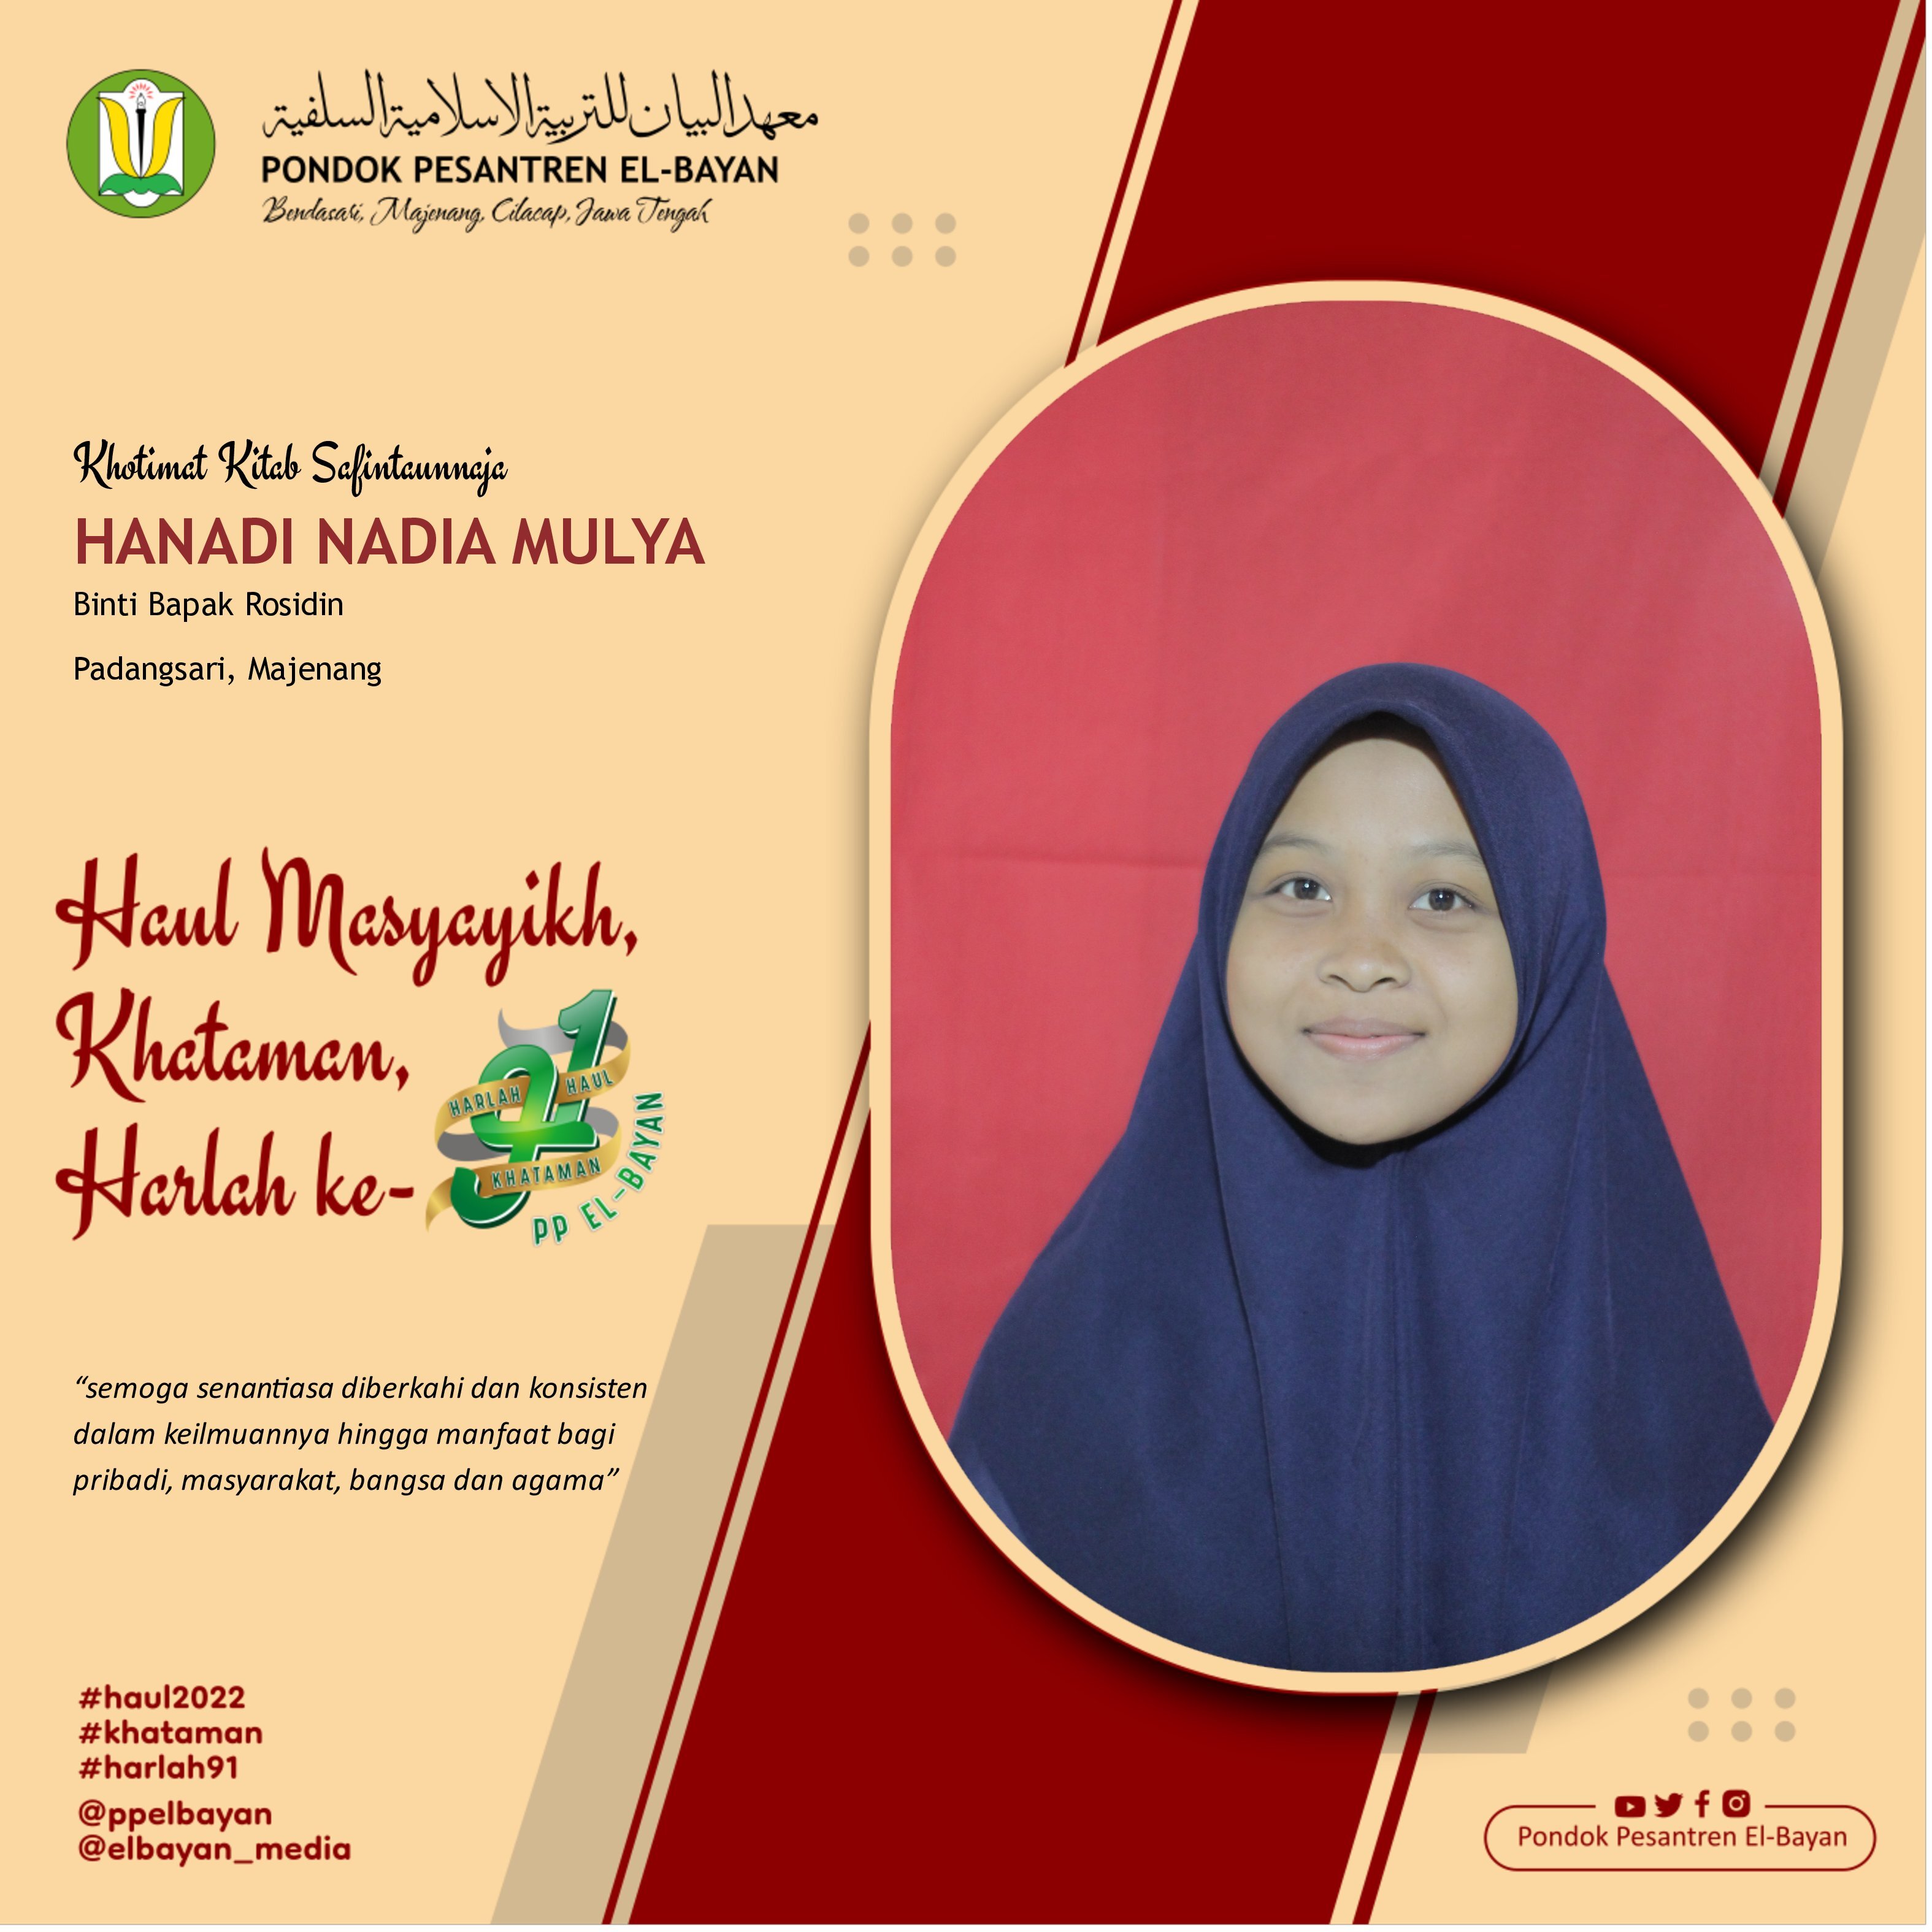 معهد البيان للتربية الاسلامية السلفية
PONDOK PESANTREN EL-BAYAN
Bendasari, Majenang, Cilacap, Jawa Tengah
Khotimat Kitab Safintaunnaja
HANADI NADIA MULYA
Binti Bapak Rosidin
Padangsari, Majenang
Haul Masyayikh,
Khataman,
Harlah ke-
91
HARLAH HAUL
KHATAMAN
PP EL-BAYAN
“semoga senantiasa diberkahi dan konsisten
dalam keilmuannya hingga manfaat bagi
pribadi, masyarakat, bangsa dan agama”
#haul2022
#khataman
#harlah91
@ppelbayan
@elbayan_media
Pondok Pesantren El-Bayan